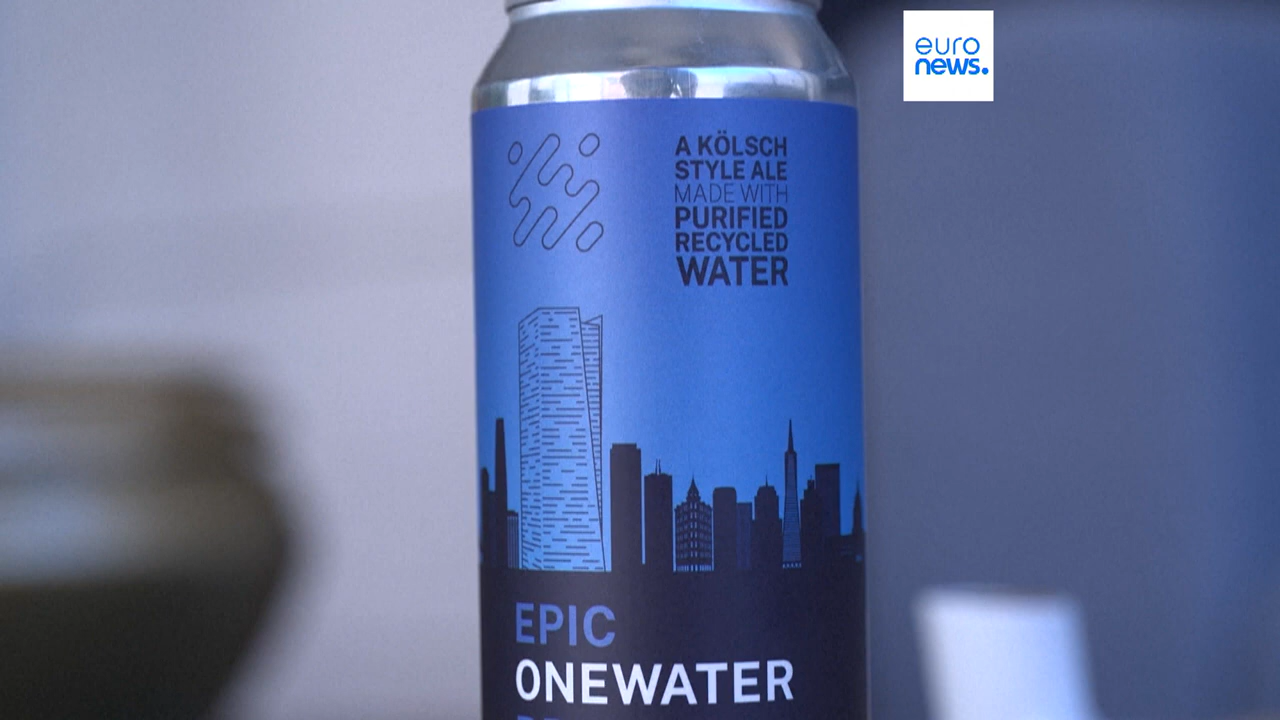 euro
news.
A KÖLSCH
STYLE ALE
MADE WITH
PURIFIED
RECYCLED
WATER
EPIC
ONEWATER